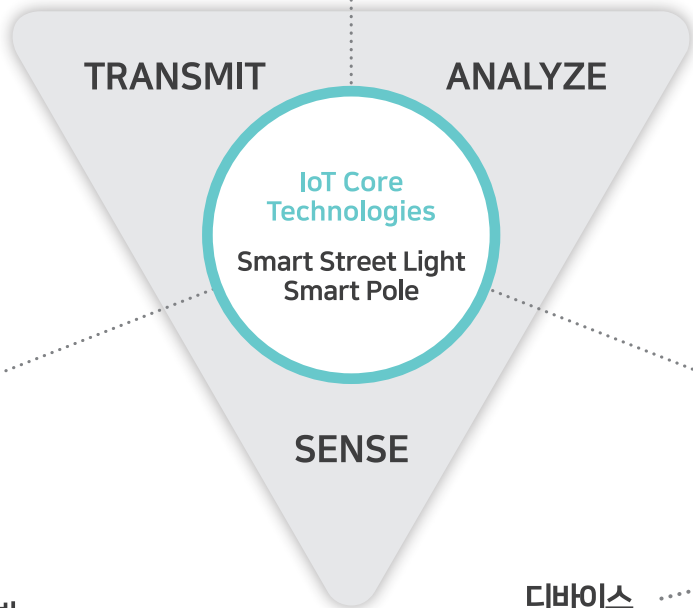 TRANSMIT
ANALYZE
IoT Core
Technologies
Smart Street Light
Smart Pole
SENSE
디바이스